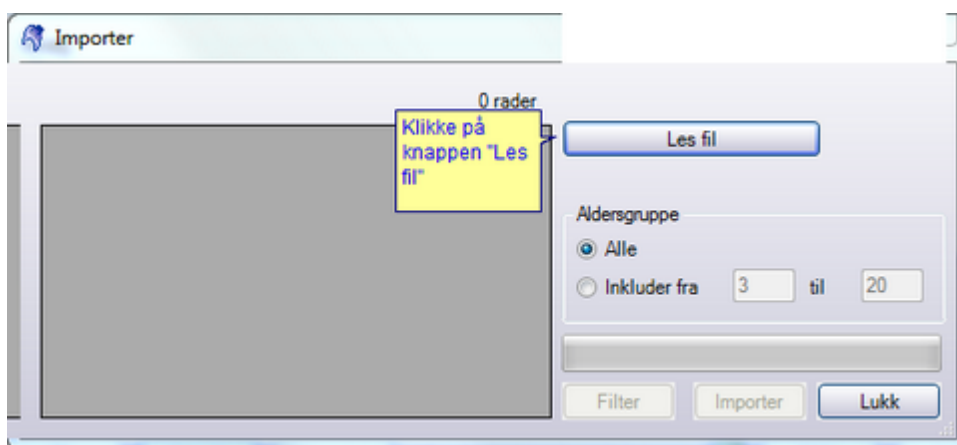 Importer
0 rader
Klikke på
knappen "Les
fil"
Les fil
Aldersgruppe
Alle
Inkluder fra 3 til 20
Filter Importer Lukk